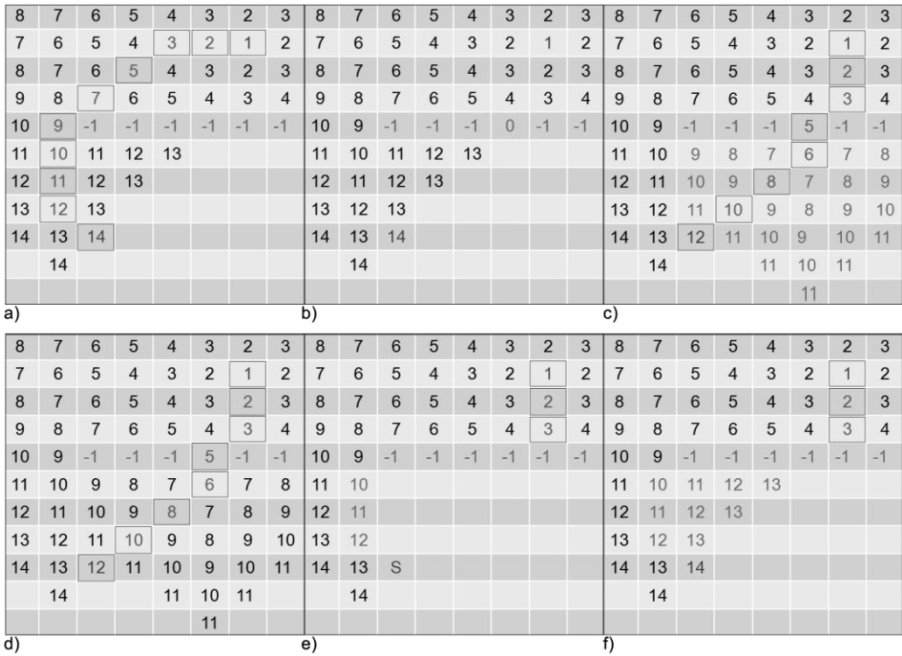 8 7 6 5 4 3 2 3 8 7 6 5 4 3 2 3 8 7 6 5 4 3 2 3
7 6 5 4 3 2 1 2 7 6 5 4 3 2 1 2 7 6 5 4 3 2 1 2
8 7 6 5 4 3 2 3 8 7 6 5 4 3 2 3 8 7 6 5 4 3 2 3
9 8 7 6 5 4 3 4 9 8 7 6 5 4 3 4 9 8 7 6 5 4 3 4
10 9 -1 -1 -1 -1 -1 -1 10 9 -1 -1 -1 0 -1 -1 10 9 -1 -1 -1 5 -1 -1
11 10 11 12 13 11 10 11 12 13 11 10 9 8 7 6 7 8
12 11 12 13 12 11 12 13 12 11 10 9 8 7 8 9
13 12 13 13 12 13 13 12 11 10 9 8 9 10
14 13 14 14 13 14 14 13 12 11 10 9 10 11
14 14 14 11 10 11
11
a) b) c)
8 7 6 5 4 3 2 3 8 7 6 5 4 3 2 3 8 7 6 5 4 3 2 3
7 6 5 4 3 2 1 2 7 6 5 4 3 2 1 2 7 6 5 4 3 2 1 2
8 7 6 5 4 3 2 3 8 7 6 5 4 3 2 3 8 7 6 5 4 3 2 3
9 8 7 6 5 4 3 4 9 8 7 6 5 4 3 4 9 8 7 6 5 4 3 4
10 9 -1 -1 -1 5 -1 -1 10 9 -1 -1 -1 -1 -1 -1 10 9 -1 -1 -1 -1 -1 -1
11 10 9 8 7 6 7 8 11 10 11 10 11 12 13
12 11 10 9 8 7 8 9 12 11 12 11 12 13
13 12 11 10 9 8 9 10 13 12 13 12 13
14 13 12 11 10 9 10 11 14 13 S 14 13 14
14 11 10 11 14 14
11
d) e) f)